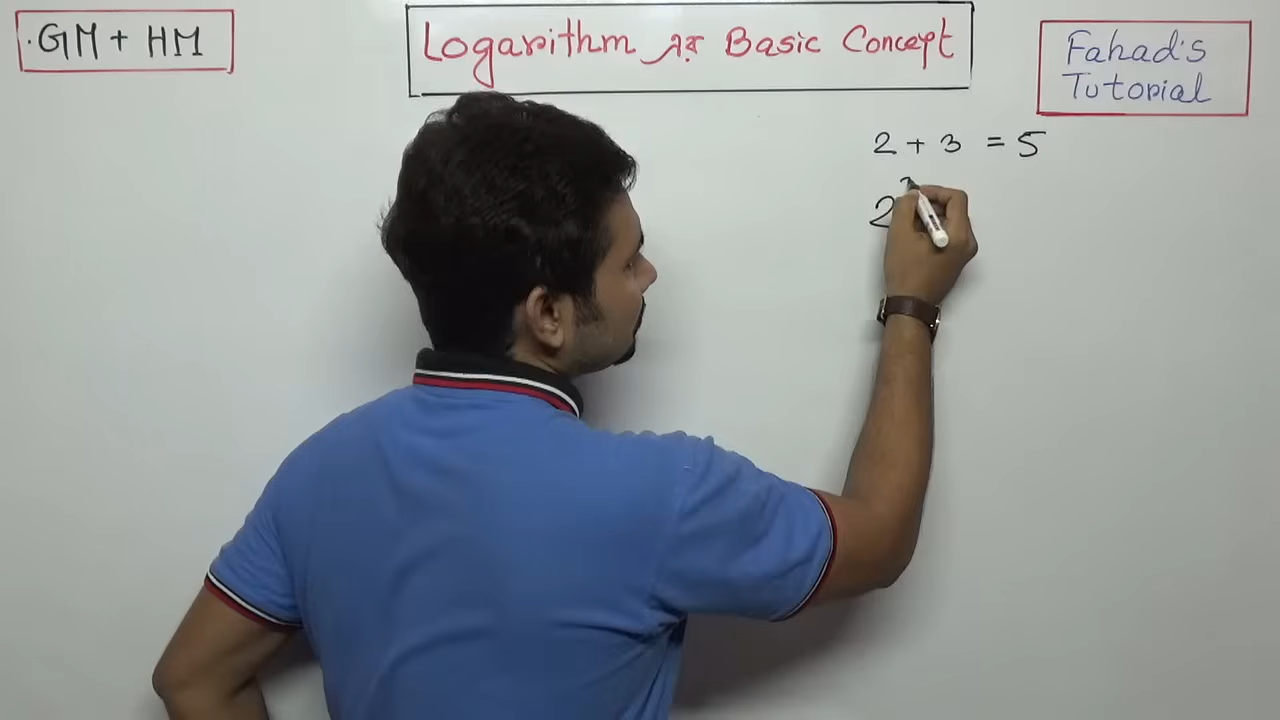 GM + HM
Logarithm এর Basic Concept
Fahad's
Tutorial
2 + 3 = 5
2